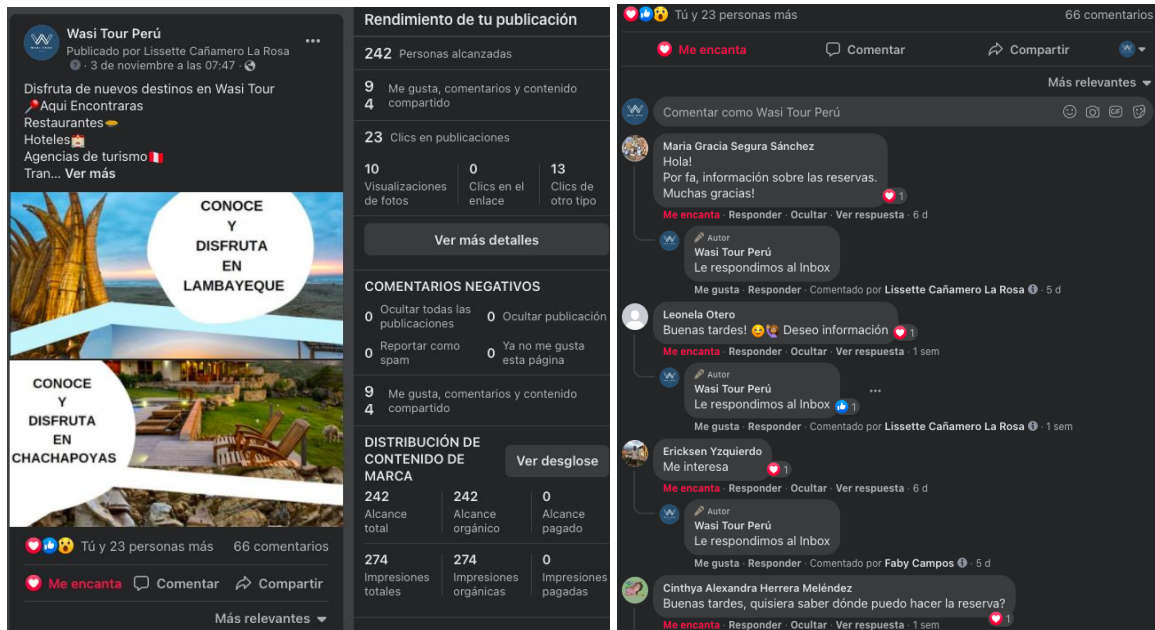 Wasi Tour Perú
Publicado por Lissette Cañamero La Rosa
3 de noviembre a las 07:47
Disfruta de nuevos destinos en Wasi Tour
📍Aqui Encontraras
Restaurantes
Hoteles🏨
Agencias de turismo🇵🇪
Tran... Ver más
CONOCE
Y
DISFRUTA
EN
LAMBAYEQUE
CONOCE
Y
DISFRUTA
EN
CHACHAPOYAS
Tú y 23 personas más 66 comentarios
Me encanta Comentar Compartir
Más relevantes
Rendimiento de tu publicación
242 Personas alcanzadas
9
4
Me gusta, comentarios y contenido
compartido
23 Clics en publicaciones
10
Visualizaciones
de fotos
0
Clics en el
enlace
13
Clics de
otro tipo
Ver más detalles
COMENTARIOS NEGATIVOS
0 Ocultar todas las
publicaciones
0 Ocultar publicación
0 Reportar como
spam
0 Ya no me gusta
esta página
9
4
Me gusta, comentarios y contenido
compartido
DISTRIBUCIÓN DE
CONTENIDO DE
MARCA
Ver desglose
242
Alcance
total
242
Alcance
orgánico
0
Alcance
pagado
274
Impresiones
totales
274
Impresiones
orgánicas
0
Impresiones
pagadas
Tú y 23 personas más 66 comentarios
Me encanta Comentar Compartir
Más relevantes
Comentar como Wasi Tour Perú
GIF
Maria Gracia Segura Sánchez
Hola!
Por fa, información sobre las reservas.
Muchas gracias!
1
Me encanta · Responder · Ocultar · Ver respuesta · 6 d
Autor
Wasi Tour Perú
Le respondimos al Inbox
Me gusta · Responder · Comentado por Lissette Cañamero La Rosa · 5 d
Leonela Otero
Buenas tardes! 😉🙋🏽‍♀️ Deseo información 1
Me encanta · Responder · Ocultar · Ver respuesta · 1 sem
Autor
Wasi Tour Perú
Le respondimos al Inbox 1
Me gusta · Responder · Comentado por Lissette Cañamero La Rosa · 1 sem
Ericksen Yzquierdo
Me interesa 1
Me encanta · Responder · Ocultar · Ver respuesta · 6 d
Autor
Wasi Tour Perú
Le respondimos al Inbox
Me gusta · Responder · Comentado por Faby Campos · 5 d
Cinthya Alexandra Herrera Meléndez
Buenas tardes, quisiera saber dónde puedo hacer la reserva?
1
Me encanta · Responder · Ocultar · Ver respuesta · 1 sem